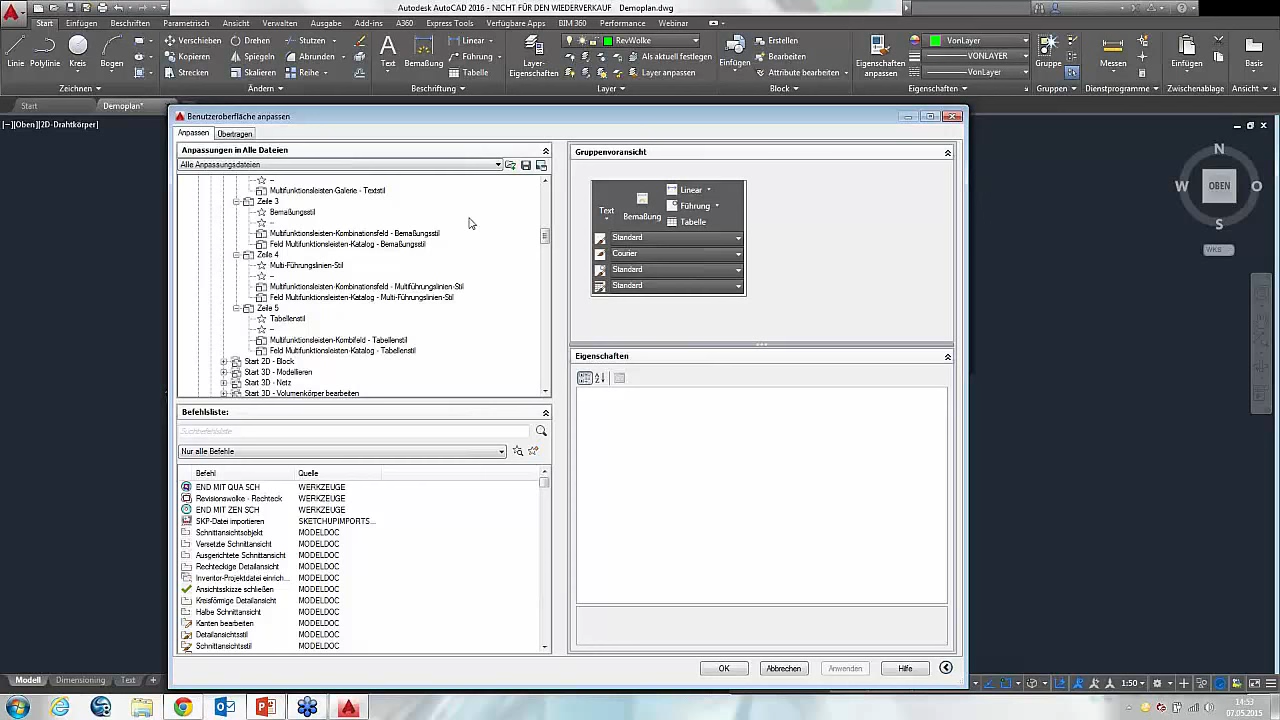 Autodesk AutoCAD 2016 - NICHT FÜR DEN WIEDERVERKAUF Demoplan.dwg
Start Einfügen Beschriften Parametrisch Ansicht Verwalten Ausgabe Add-ins A360 Express Tools Verfügbare Apps BIM 360 Performance Webinar
Linie Polylinie Kreis Bogen
Verschieben Drehen Stutzen
Kopieren Spiegeln Abrunden
Strecken Skalieren Reihe
Text Bemaßung
Linear
Führung
Tabelle
Layer-Eigenschaften
RevWolke
Als aktuell festlegen
Layer anpassen
Einfügen
Erstellen
Bearbeiten
Attribute bearbeiten
Eigenschaften anpassen
VonLayer
VONLAYER
VonLayer
Gruppe
Messen
Einfügen
Basis
Zeichnen Ändern Beschriftung Layer Block Eigenschaften Gruppen Dienstprogramme Zwischenablage Ansicht
Start Demoplan*
[–][Oben][2D-Drahtkörper]
Benutzeroberfläche anpassen
Anpassen Übertragen
Anpassungen in Alle Dateien
Alle Anpassungsdateien
--
Multifunktionsleisten-Galerie - Textstil
Zeile 3
Bemaßungsstil
--
Multifunktionsleisten-Kombinationsfeld - Bemaßungsstil
Feld Multifunktionsleisten-Katalog - Bemaßungsstil
Zeile 4
Multi-Führungslinien-Stil
--
Multifunktionsleisten-Kombinationsfeld - Multiführungslinien-Stil
Feld Multifunktionsleisten-Katalog - Multi-Führungslinien-Stil
Zeile 5
Tabellenstil
--
Multifunktionsleisten-Kombifeld - Tabellenstil
Feld Multifunktionsleisten-Katalog - Tabellenstil
Start 2D - Block
Start 3D - Modellieren
Start 3D - Netz
Start 3D - Volumenkörper bearbeiten
Befehlsliste:
Suchbefehlsliste
Nur alle Befehle
Befehl Quelle
END MIT QUA SCH WERKZEUGE
Revisionswolke - Rechteck WERKZEUGE
END MIT ZEN SCH WERKZEUGE
SKP-Datei importieren SKETCHUPIMPORTS...
Schnittansichtsobjekt MODELDOC
Versetzte Schnittansicht MODELDOC
Ausgerichtete Schnittansicht MODELDOC
Rechteckige Detailansicht MODELDOC
Inventor-Projektdatei einrich... MODELDOC
Ansichtsskizze schließen MODELDOC
Kreisförmige Detailansicht MODELDOC
Halbe Schnittansicht MODELDOC
Kanten bearbeiten MODELDOC
Detailansichtsstil MODELDOC
Schnittansichtsstil MODELDOC
Gruppenvoransicht
Text Bemaßung
Linear
Führung
Tabelle
Standard
Courier
Standard
Standard
Eigenschaften
OK Abbrechen Anwenden Hilfe
N
W OBEN O
S
WKS
Modell Dimensioning Text +
1:50
14:53
07.05.2015